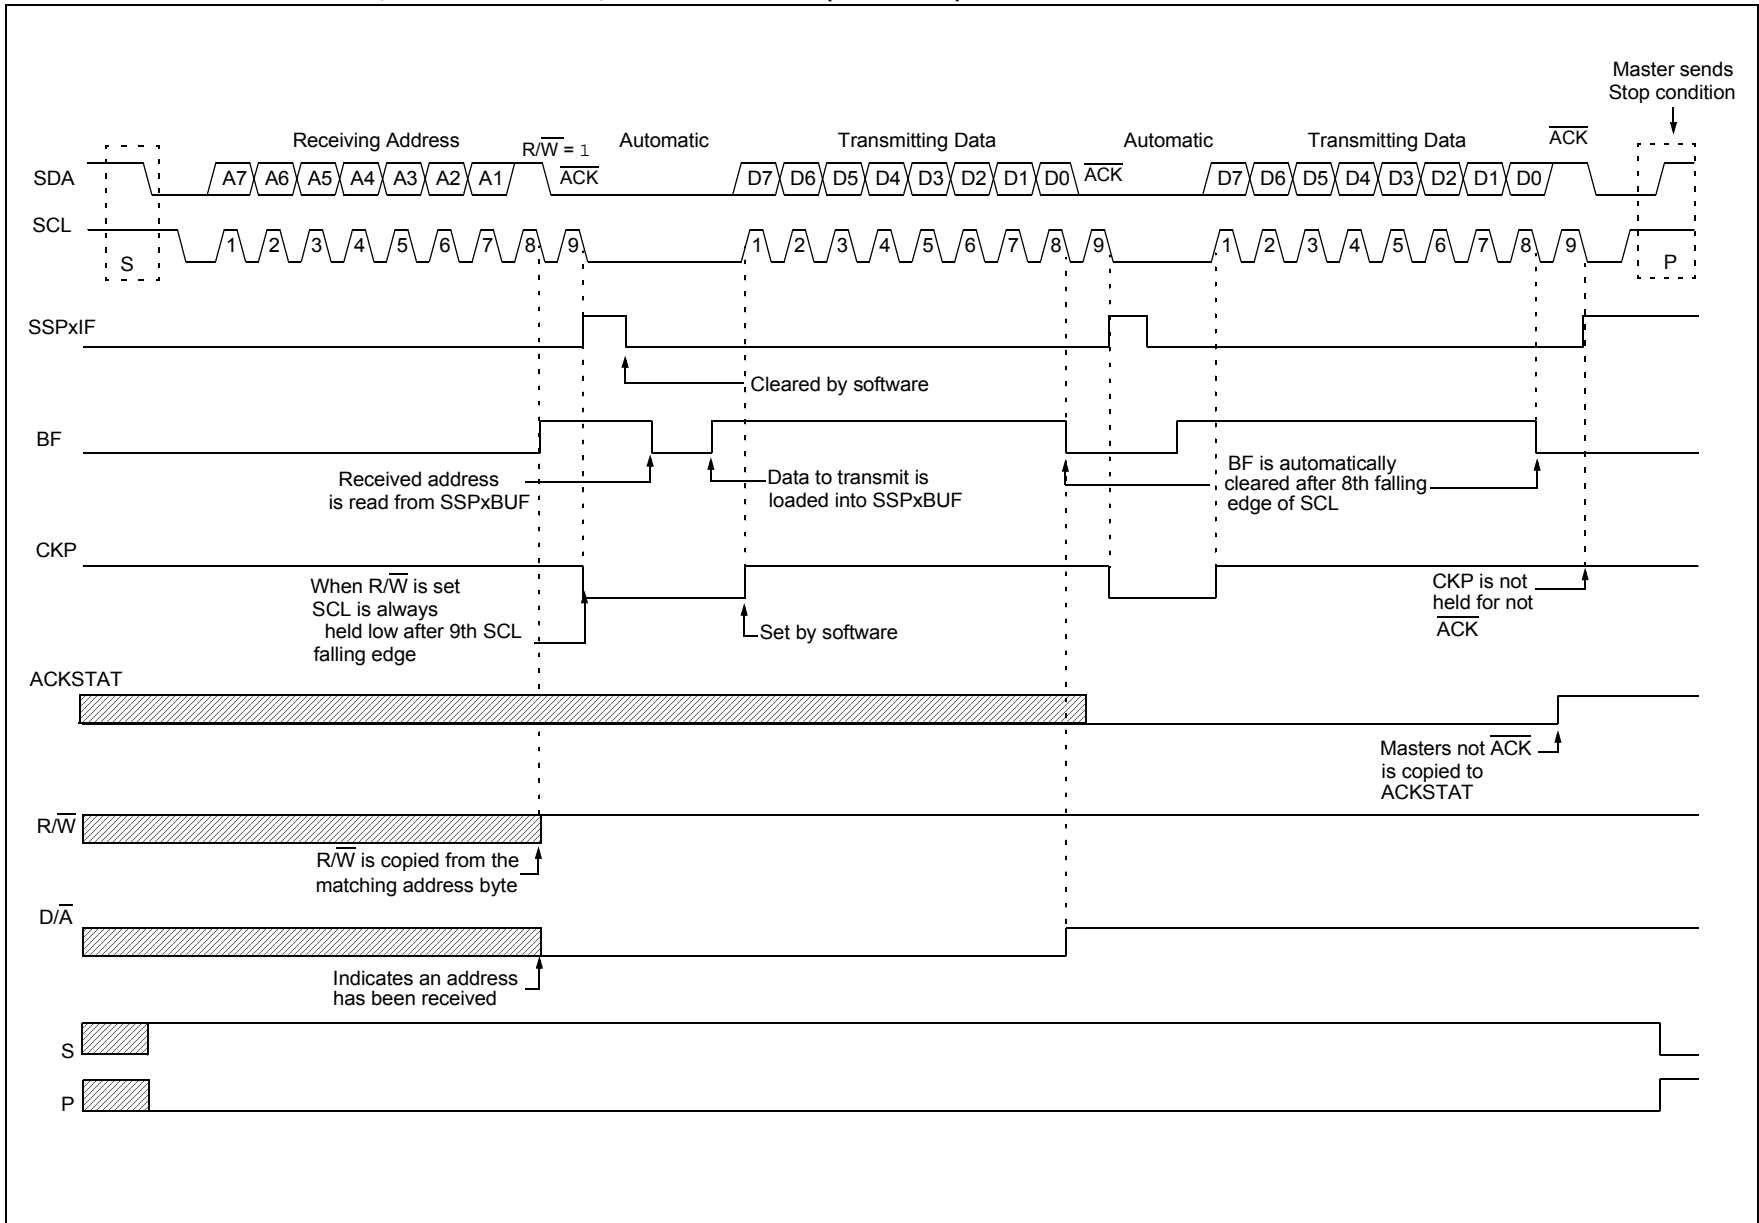 Master sends
Stop condition
Receiving Address
R/W = 1
Automatic
Transmitting Data
Automatic
Transmitting Data
ACK
SDA
A7 A6 A5 A4 A3 A2 A1
ACK
D7 D6 D5 D4 D3 D2 D1 D0
ACK
D7 D6 D5 D4 D3 D2 D1 D0
SCL
S
1 2 3 4 5 6 7 8 9
1 2 3 4 5 6 7 8 9
1 2 3 4 5 6 7 8 9
P
SSPxIF
Cleared by software
BF
Received address
is read from SSPxBUF
Data to transmit is
loaded into SSPxBUF
BF is automatically
cleared after 8th falling
edge of SCL
CKP
When R/W is set
SCL is always
held low after 9th SCL
falling edge
Set by software
CKP is not
held for not
ACK
ACKSTAT
Masters not ACK
is copied to
ACKSTAT
R/W
R/W is copied from the
matching address byte
D/A
Indicates an address
has been received
S
P